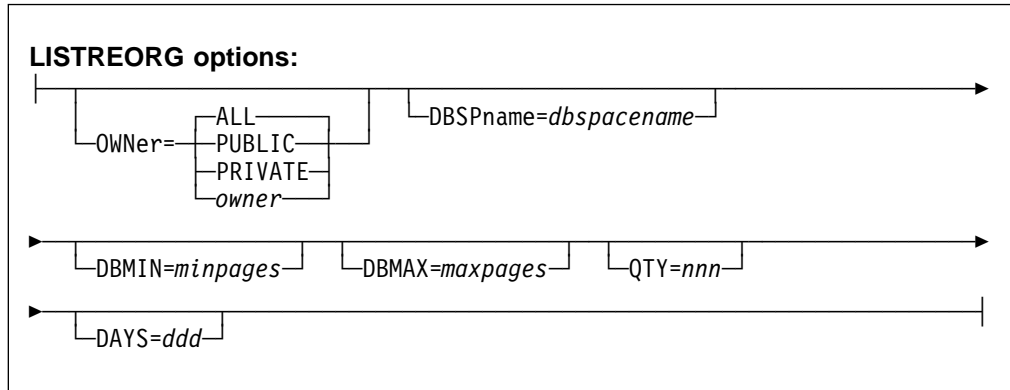 LISTREORG options:
ALL
OWNer=
PUBLIC
PRIVATE
owner
DBSPname=dbspacename
DBMIN=minpages
DBMAX=maxpages
QTY=nnn
DAYS=ddd